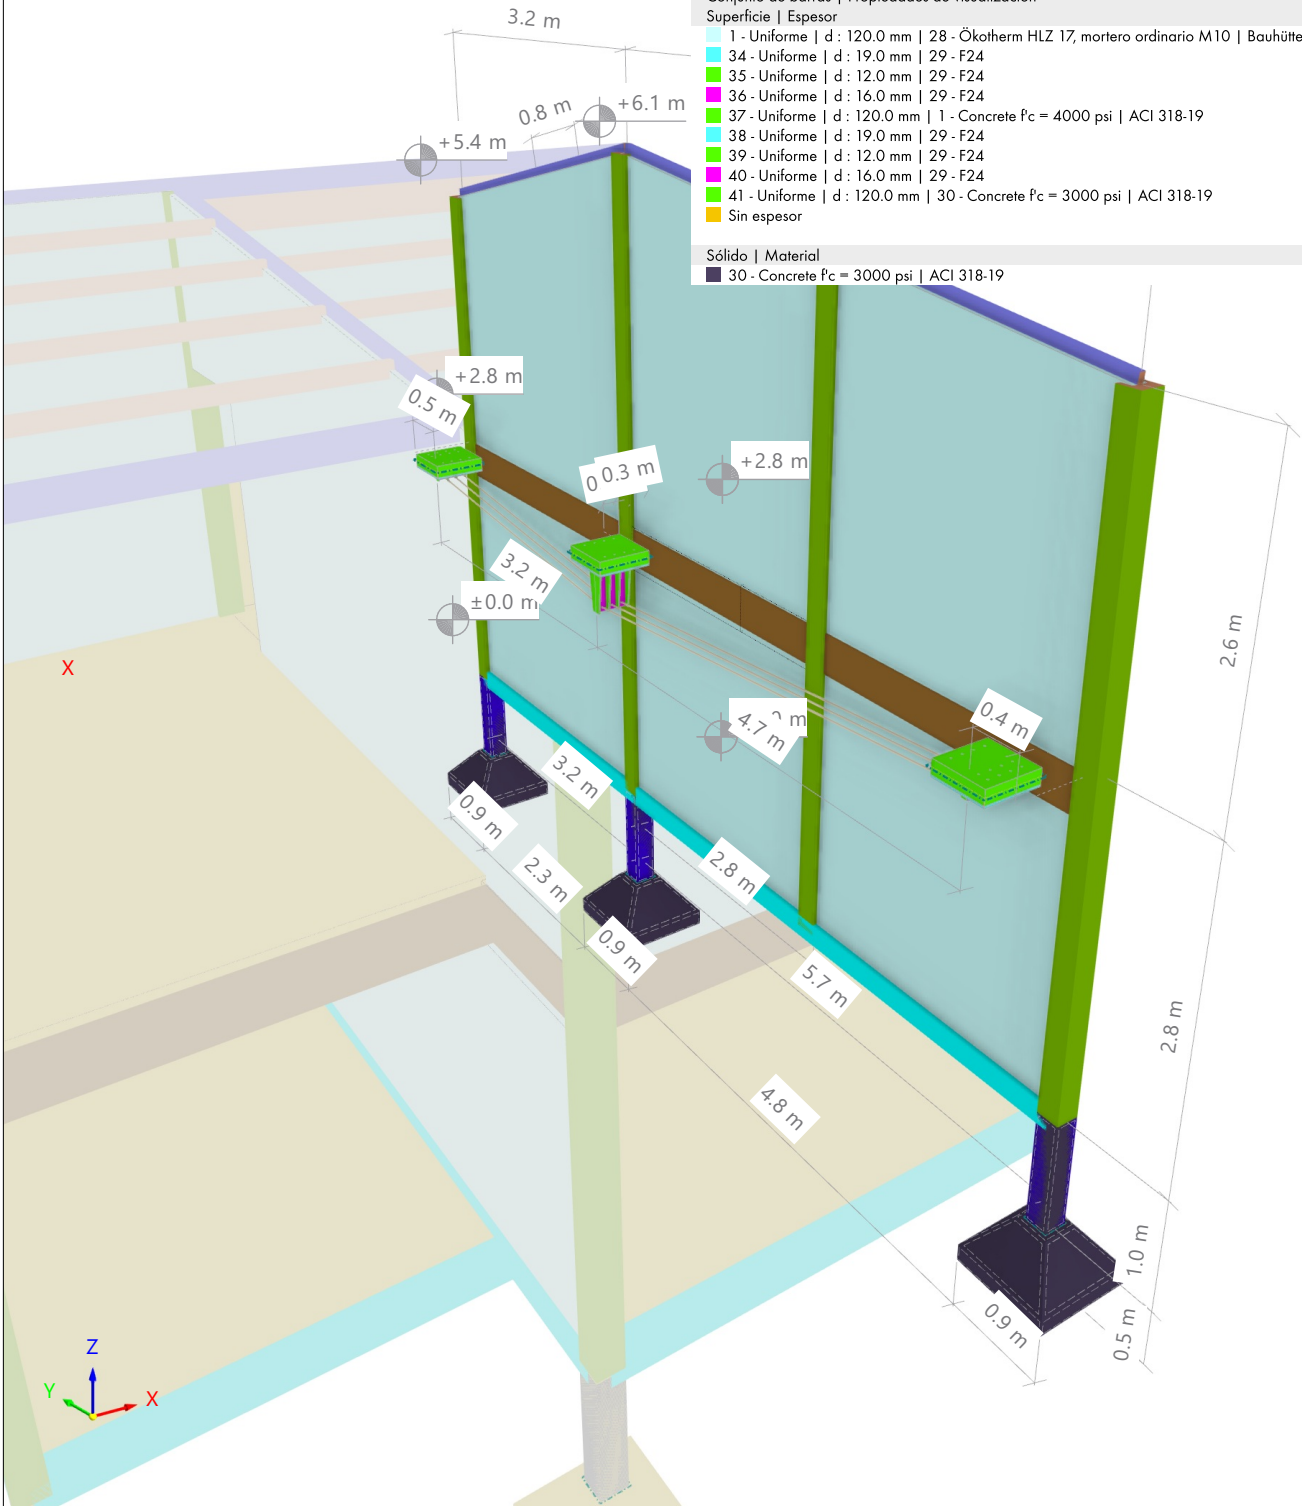 Superficie | Espesor
1 - Uniforme | d : 120.0 mm | 28 - Ökotherm HLZ 17, mortero ordinario M10 | Bauhütte
34 - Uniforme | d : 19.0 mm | 29 - F24
35 - Uniforme | d : 12.0 mm | 29 - F24
36 - Uniforme | d : 16.0 mm | 29 - F24
37 - Uniforme | d : 120.0 mm | 1 - Concrete f'c = 4000 psi | ACI 318-19
38 - Uniforme | d : 19.0 mm | 29 - F24
39 - Uniforme | d : 12.0 mm | 29 - F24
40 - Uniforme | d : 16.0 mm | 29 - F24
41 - Uniforme | d : 120.0 mm | 30 - Concrete f'c = 3000 psi | ACI 318-19
Sin espesor
Sólido | Material
30 - Concrete f'c = 3000 psi | ACI 318-19
3.2 m
0.8 m
+6.1 m
+5.4 m
+2.8 m
0.5 m
+2.8 m
0
0.3 m
3.2 m
±0.0 m
2.6 m
0.4 m
m
4.7 m
3.2 m
0.9 m
2.8 m
2.3 m
0.9 m
5.7 m
2.8 m
4.8 m
1.0 m
0.9 m
0.5 m
X
Z
Y
X